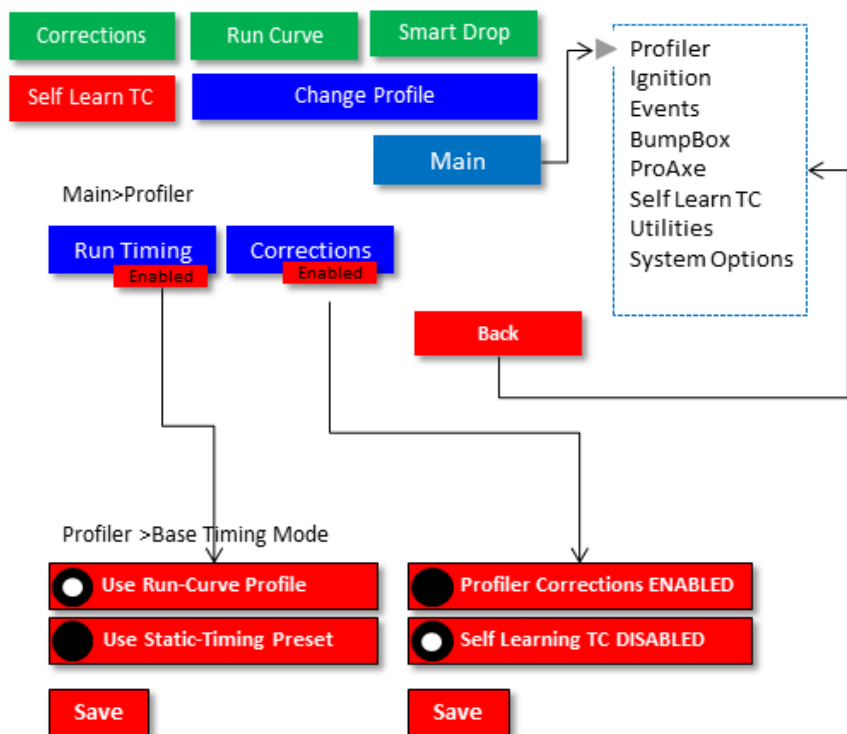 Corrections
Run Curve
Smart Drop
Self Learn TC
Change Profile
Main
Profiler
Ignition
Events
BumpBox
ProAxe
Self Learn TC
Utilities
System Options
Main>Profiler
Run Timing
Enabled
Corrections
Enabled
Back
Profiler >Base Timing Mode
Use Run-Curve Profile
Profiler Corrections ENABLED
Use Static-Timing Preset
Self Learning TC DISABLED
Save
Save